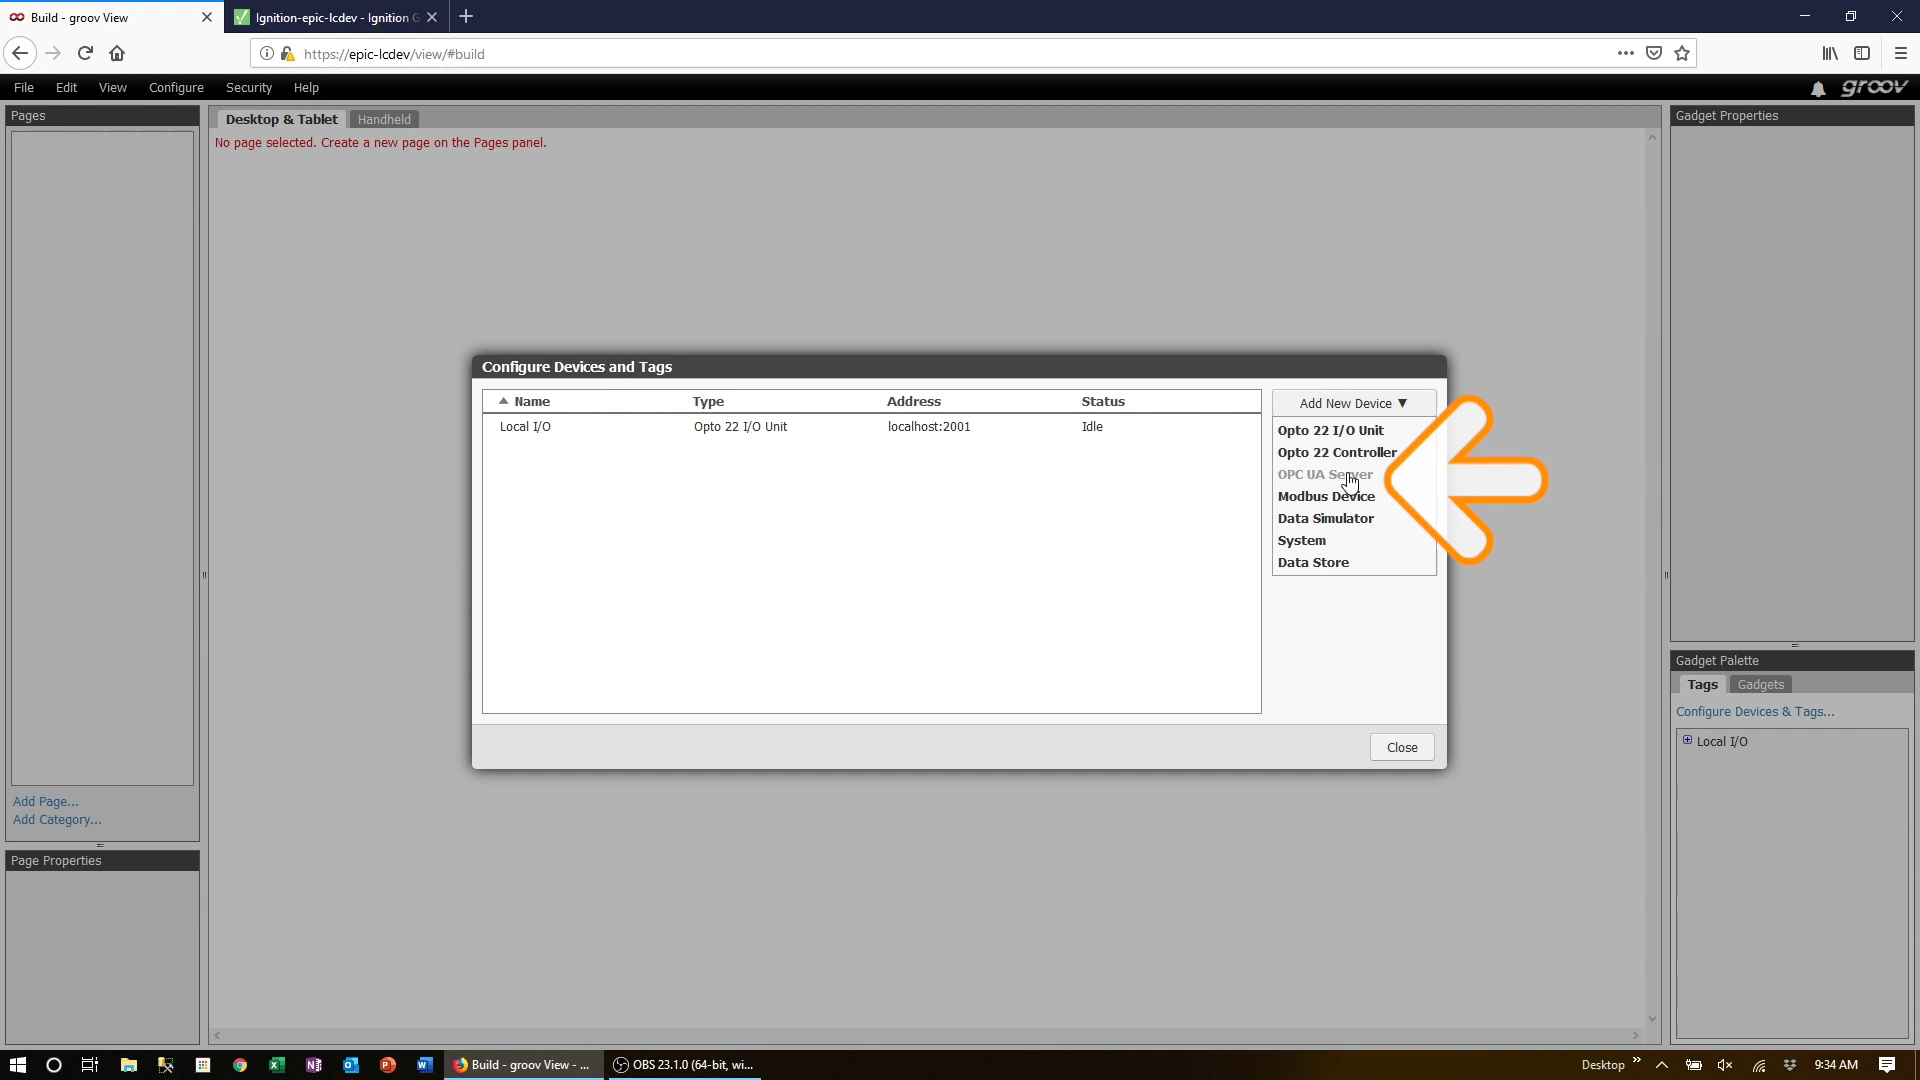 Build - groov View
Ignition-epic-lcdev - Ignition G
https://epic-lcdev/view/#build
File Edit View Configure Security Help
groov
Pages
Desktop & Tablet Handheld
Gadget Properties
No page selected. Create a new page on the Pages panel.
Configure Devices and Tags
Name Type Address Status
Add New Device ▼
Local I/O Opto 22 I/O Unit localhost:2001 Idle
Opto 22 I/O Unit
Opto 22 Controller
OPC UA Server
Modbus Device
Data Simulator
System
Data Store
Close
Gadget Palette
Tags Gadgets
Configure Devices & Tags...
Local I/O
Add Page...
Add Category...
Page Properties
Build - groov View - ...
OBS 23.1.0 (64-bit, wi...
Desktop
9:34 AM